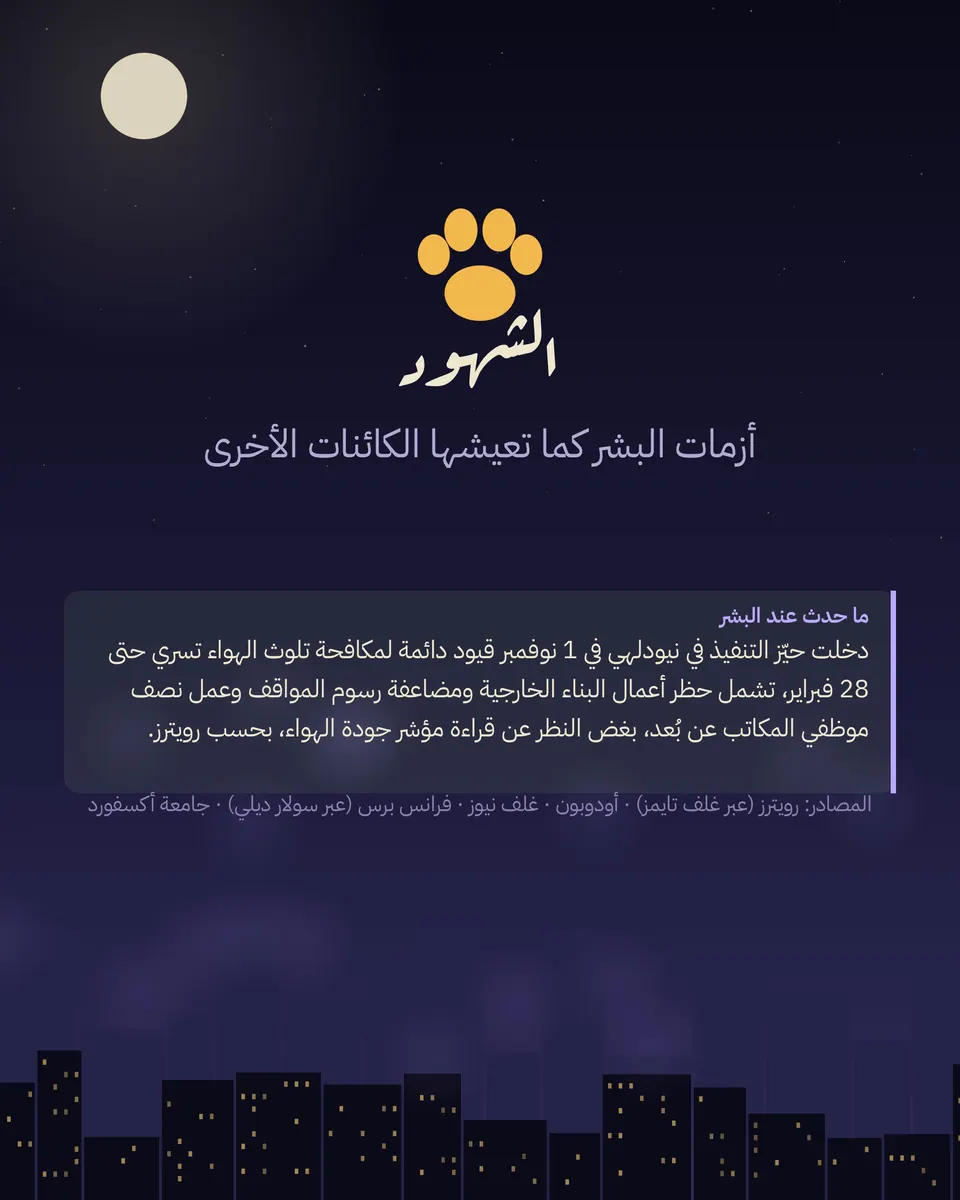 الشهود
أزمات البشر كما تعيشها الكائنات الأخرى
ما حدث عند البشر
دخلت حيّز التنفيذ في نيودلهي في 1 نوفمبر قيود دائمة لمكافحة تلوث الهواء تسري حتى
28 فبراير، تشمل حظر أعمال البناء الخارجية ومضاعفة رسوم المواقف وعمل نصف
موظفي المكاتب عن بُعد، بغض النظر عن قراءة مؤشر جودة الهواء، بحسب رويترز.
المصادر: رويترز (عبر غلف تايمز) · أودوبون · غلف نيوز · فرانس برس (عبر سولار ديلي) · جامعة أكسفورد